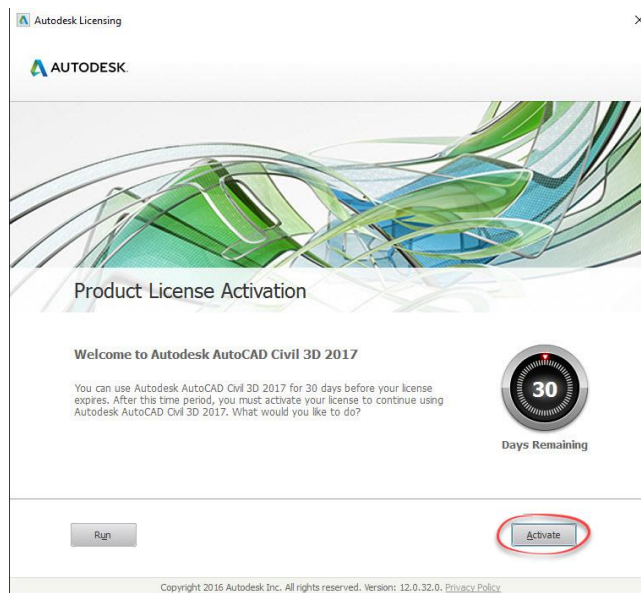 Autodesk Licensing
AUTODESK.
Product License Activation
Welcome to Autodesk AutoCAD Civil 3D 2017
You can use Autodesk AutoCAD Civil 3D 2017 for 30 days before your license
expires. After this time period, you must activate your license to continue using
Autodesk AutoCAD Civil 3D 2017. What would you like to do?
30
Days Remaining
Run
Activate
Copyright 2016 Autodesk Inc. All rights reserved. Version: 12.0.32.0. Privacy Policy